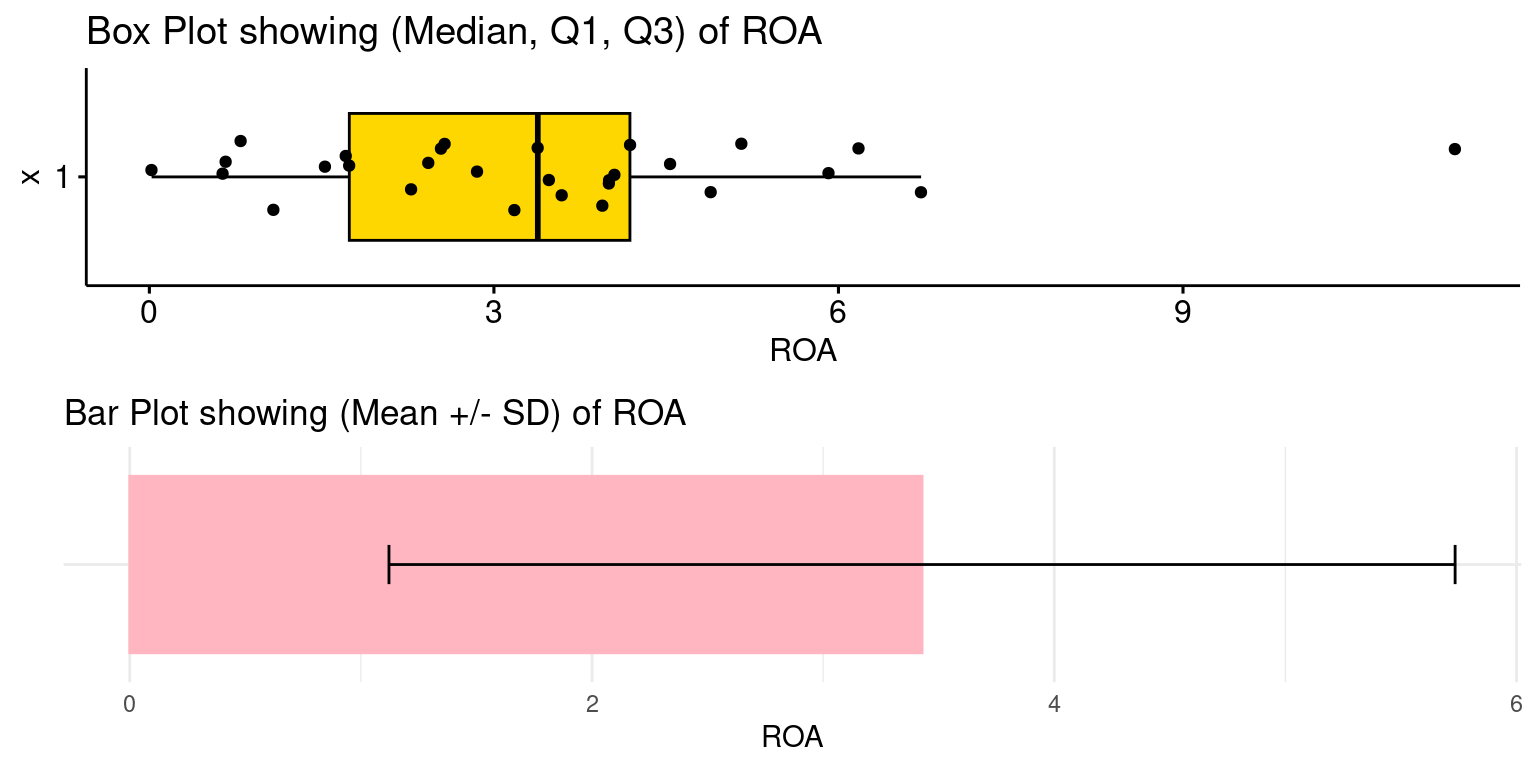 Box Plot showing (Median, Q1, Q3) of ROA
x
1
0 3 6 9
ROA
Bar Plot showing (Mean +/- SD) of ROA
0 2 4 6
ROA